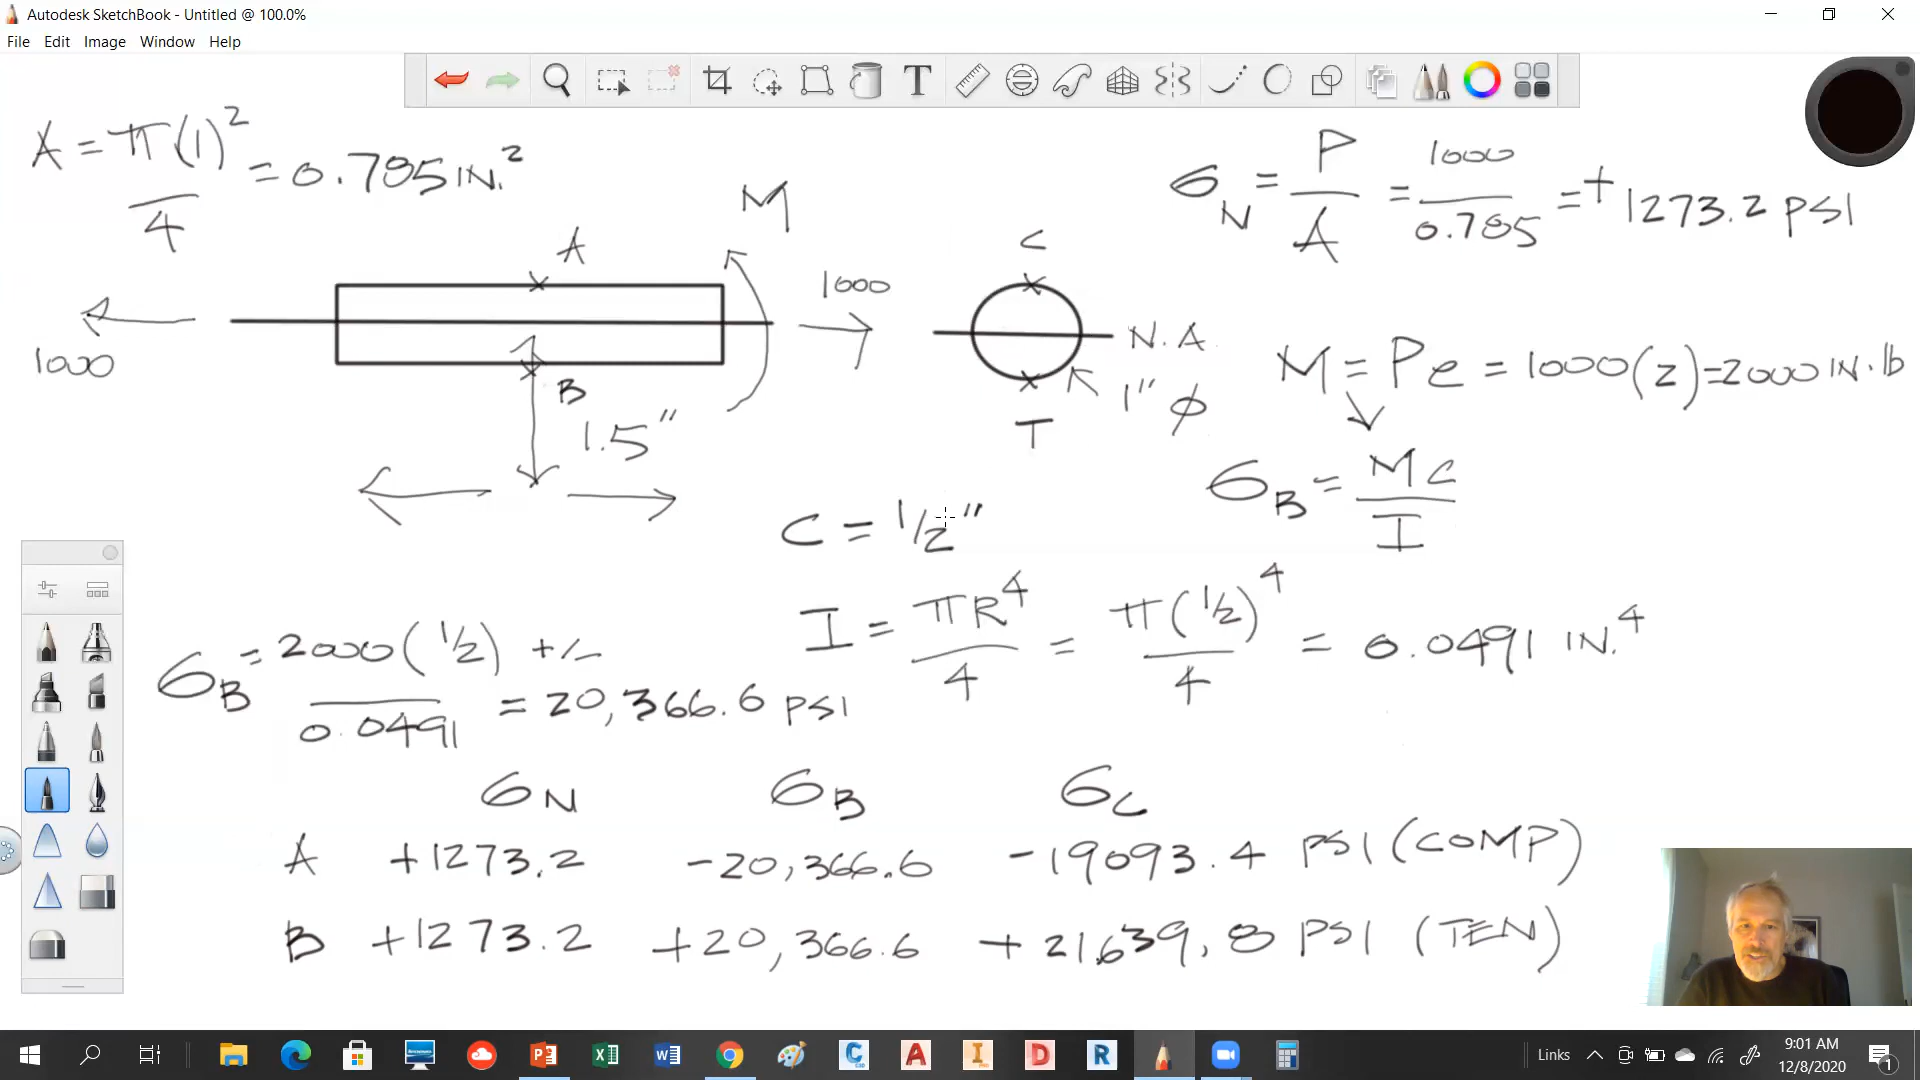 Autodesk SketchBook - Untitled @ 100.0%
File Edit Image Window Help
A = π(1)²/4 = 0.785 IN.²
σN = P/A = 1000/0.785 = + 1273.2 PSI
M
A
1000
1000
B
1.5"
C
N.A.
1" ϕ
T
M = Pe = 1000(2) = 2000 IN.lb
σB = MC/I
C = 1/2"
I = πR⁴/4 = π(1/2)⁴/4 = 0.0491 IN.⁴
σB = 2000(1/2)/0.0491 = +/- 20,366.6 PSI
σN σB σC
A +1273.2 -20,366.6 -19093.4 PSI (COMP)
B +1273.2 +20,366.6 +21,639.8 PSI (TEN)
Links
9:01 AM
12/8/2020
1